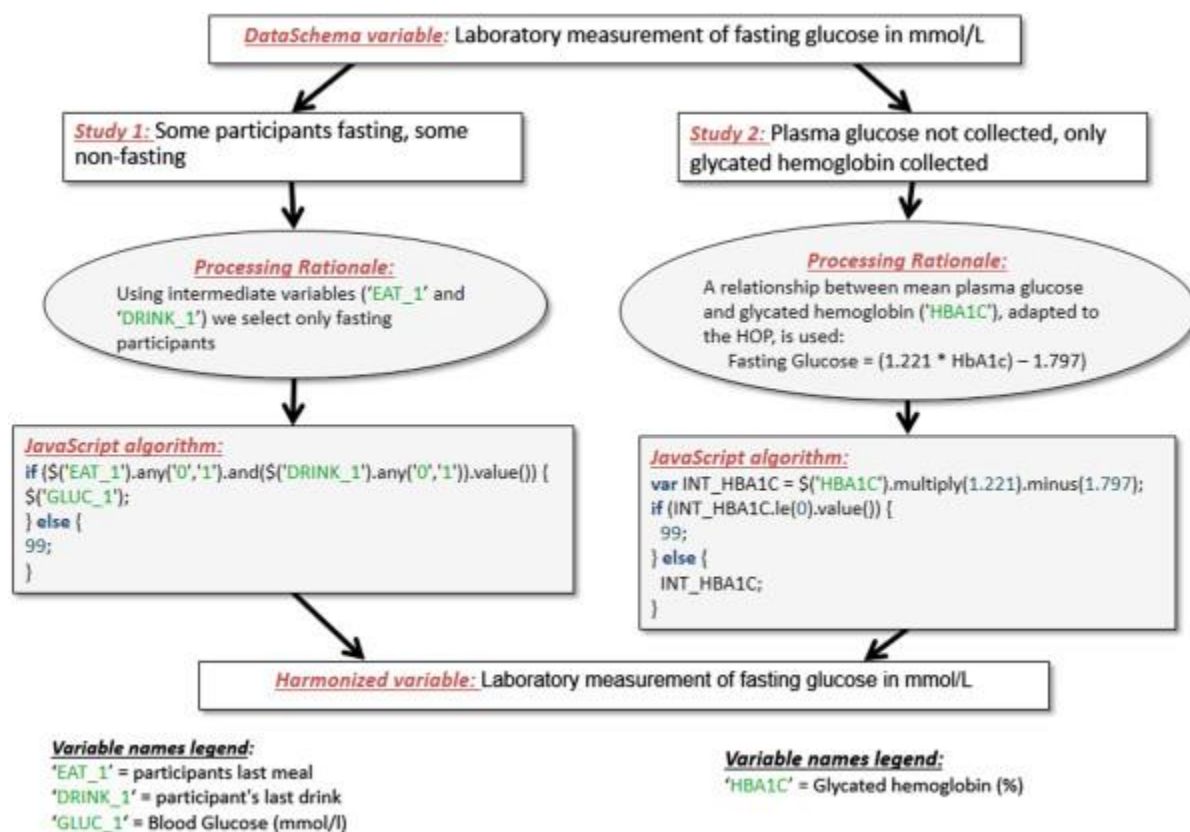 DataSchema variable: Laboratory measurement of fasting glucose in mmol/L
Study 1: Some participants fasting, some
non-fasting
Processing Rationale:
Using intermediate variables ('EAT_1' and
'DRINK_1') we select only fasting
participants
JavaScript algorithm:
if ($('EAT_1').any('0','1').and($('DRINK_1').any('0','1')).value()) {
$('GLUC_1');
} else {
99;
}
Study 2: Plasma glucose not collected, only
glycated hemoglobin collected
Processing Rationale:
A relationship between mean plasma glucose
and glycated hemoglobin ('HBA1C'), adapted to
the HOP, is used:
Fasting Glucose = (1.221 * HbA1c) – 1.797)
JavaScript algorithm:
var INT_HBA1C = $('HBA1C').multiply(1.221).minus(1.797);
if (INT_HBA1C.le(0).value()) {
99;
} else {
INT_HBA1C;
}
Harmonized variable: Laboratory measurement of fasting glucose in mmol/L
Variable names legend:
'EAT_1' = participants last meal
'DRINK_1' = participant's last drink
'GLUC_1' = Blood Glucose (mmol/l)
Variable names legend:
'HBA1C' = Glycated hemoglobin (%)